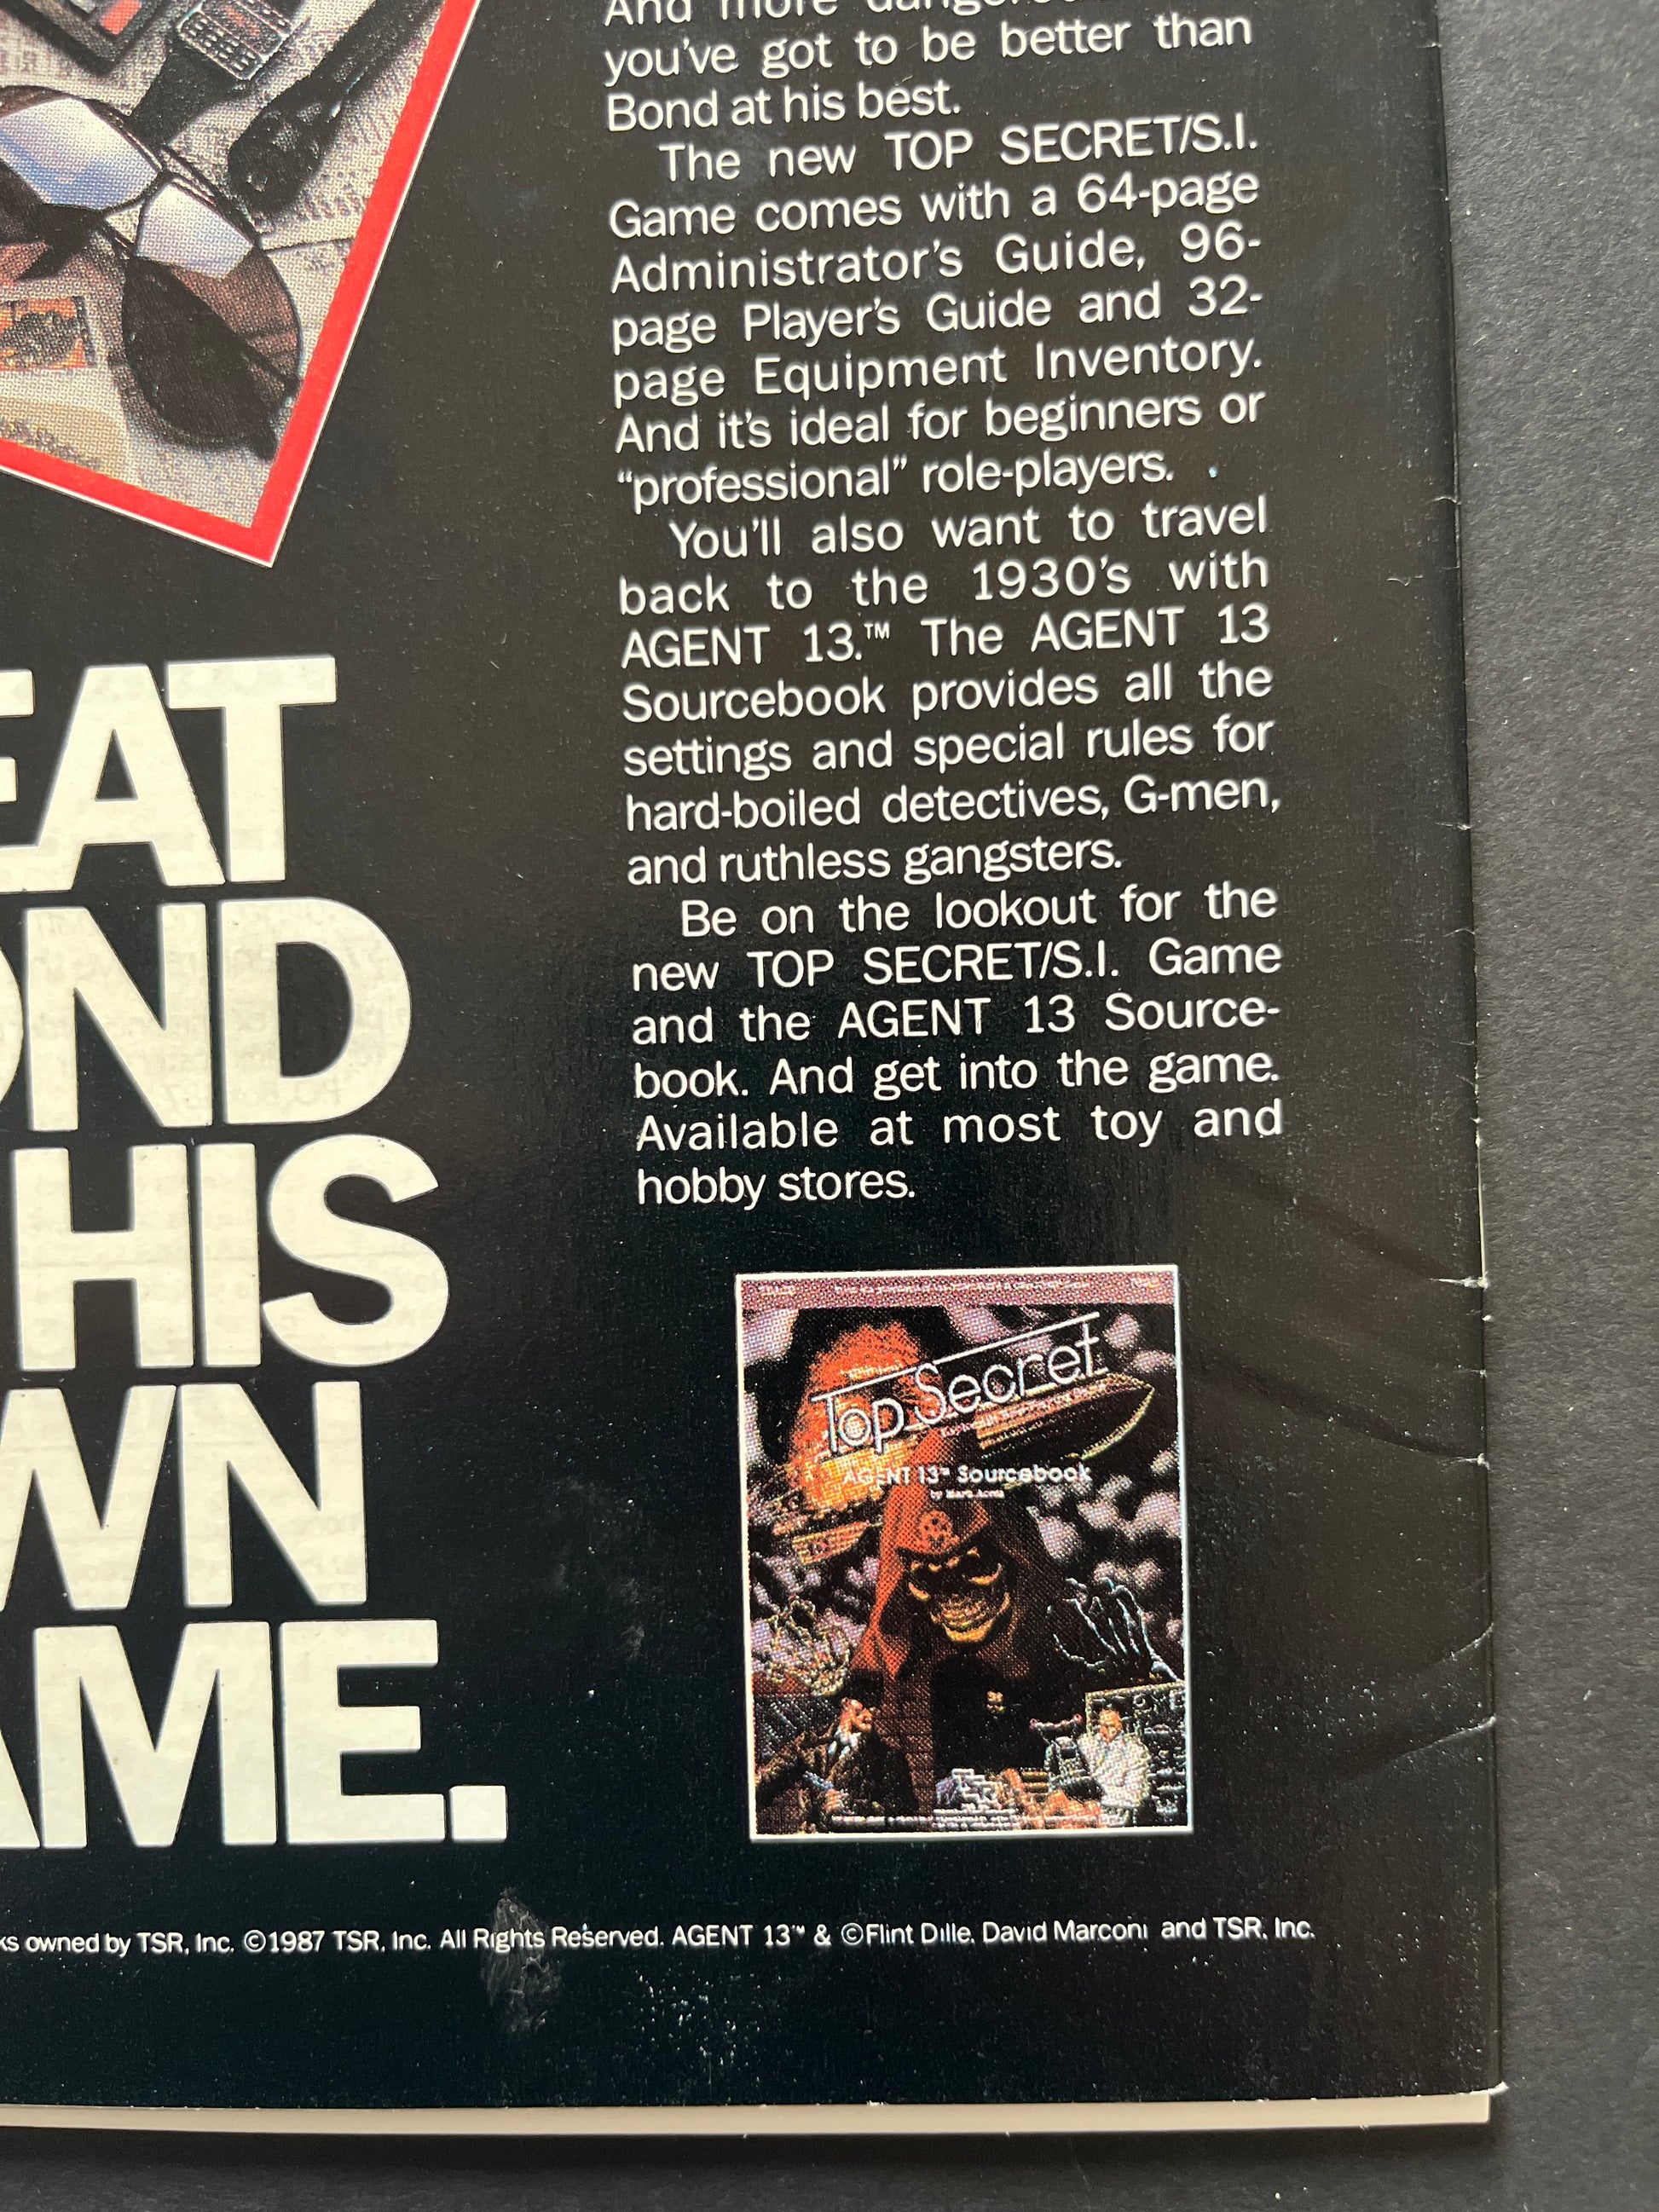 And more
you've got to be better than
Bond at his best.
The new TOP SECRET/S.I.
Game comes with a 64-page
Administrator's Guide, 96-
page Player's Guide and 32-
page Equipment Inventory.
And it's ideal for beginners or
“professional” role-players.
You'll also want to travel
back to the 1930's with
AGENT 13.™ The AGENT 13
Sourcebook provides all the
settings and special rules for
hard-boiled detectives, G-men,
and ruthless gangsters.
Be on the lookout for the
new TOP SECRET/S.I. Game
and the AGENT 13 Source-
book. And get into the game.
Available at most toy and
hobby stores.
EAT
OND
HIS
WN
AME.
Top Secret
AGENT 13™ Sourcebook
ks owned by TSR, Inc. ©1987 TSR, Inc. All Rights Reserved. AGENT 13™ & ©Flint Dille, David Marconi and TSR, Inc.